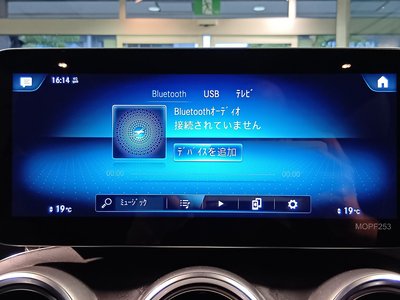 16:14
Bluetooth USB テレビ
Bluetoothオーディオ
接続されていません
デバイスを追加
00:00 00:00
ミュージック
19℃ 19℃
MOPF253